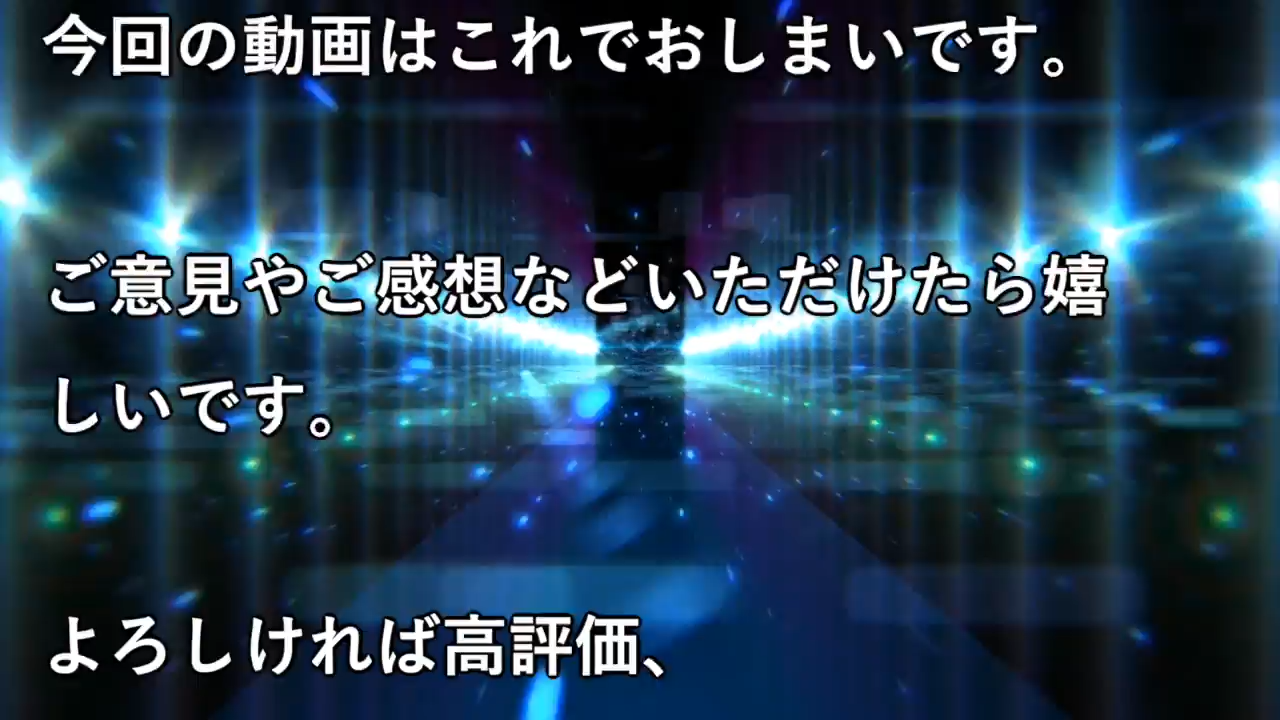 今回の動画はこれでおしまいです。
ご意見やご感想などいただけたら嬉
しいです。
よろしければ高評価、